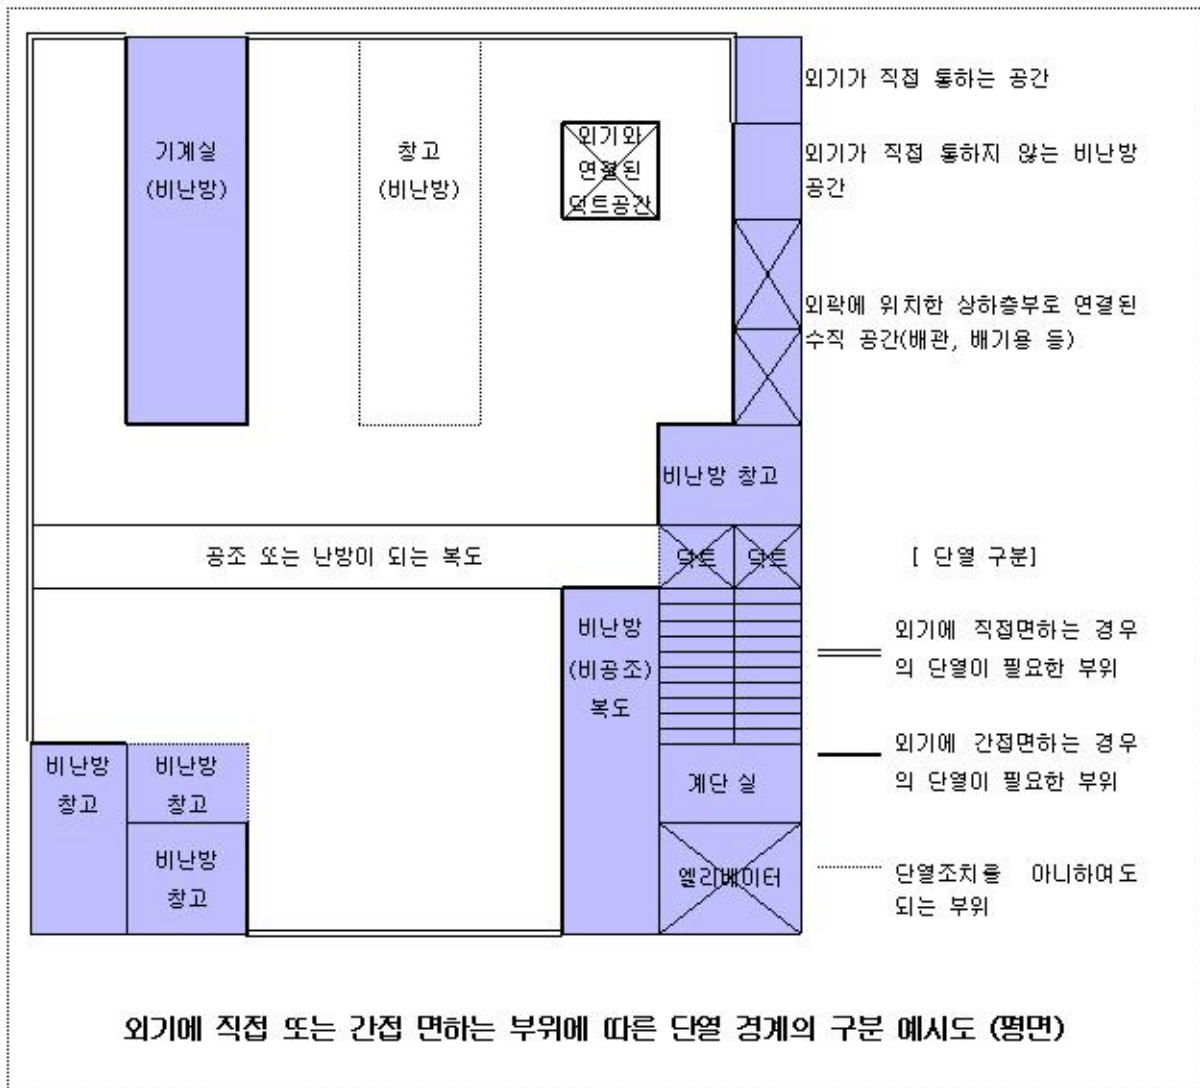 외기가 직접 통하는 공간
기계실
(비난방)
창고
(비난방)
외기와
연결된
덕트공간
외기가 직접 통하지 않는 비난방
공간
외곽에 위치한 상하층부로 연결된
수직 공간(배관, 배기용 등)
비난방 창고
공조 또는 난방이 되는 복도
덕트
덕트
[ 단열 구분]
비난방
(비공조)
복도
외기에 직접면하는 경우
의 단열이 필요한 부위
외기에 간접면하는 경우
의 단열이 필요한 부위
비난방
창고
비난방
창고
비난방
창고
계단 실
엘리베이터
단열조치를 아니하여도
되는 부위
외기에 직접 또는 간접 면하는 부위에 따른 단열 경계의 구분 예시도 (평면)